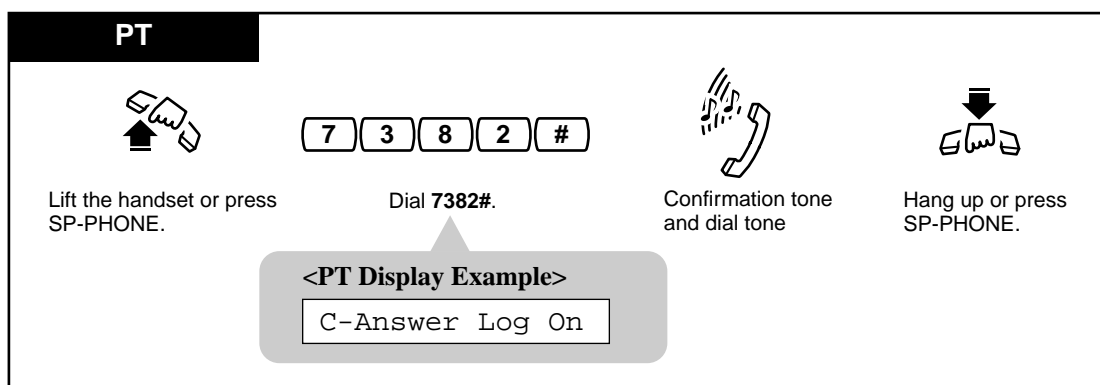 PT
7 3 8 2 #
Lift the handset or press
SP-PHONE.
Dial 7382#.
Confirmation tone
and dial tone
Hang up or press
SP-PHONE.
<PT Display Example>
C-Answer Log On